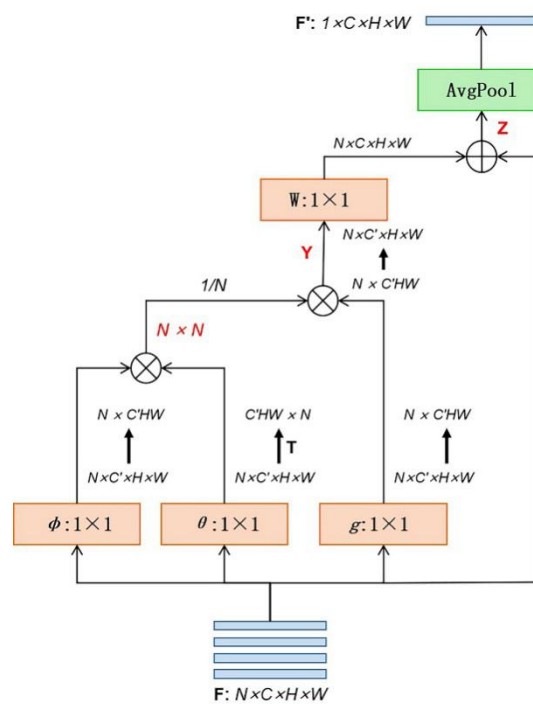 F': 1×C×H×W
AvgPool
Z
N×C×H×W
W:1×1
N×C'×H×W
Y
N × C'HW
1/N
N × N
N × C'HW
C'HW × N
N × C'HW
T
N×C'×H×W
N×C'×H×W
N×C'×H×W
ϕ:1×1
θ:1×1
g:1×1
F: N×C×H×W